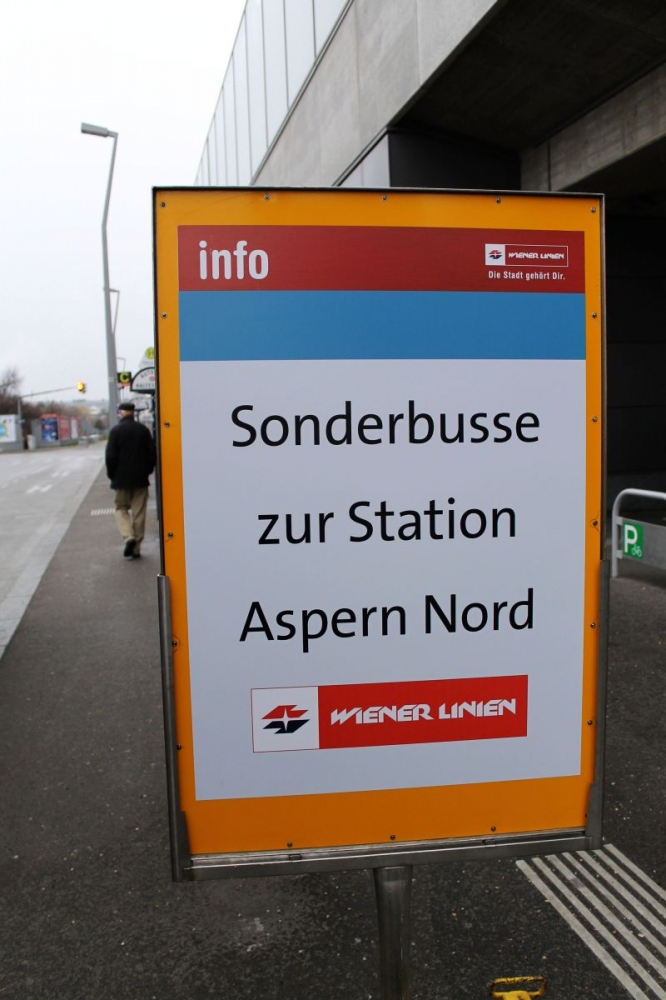 info
WIENER LINIEN
Die Stadt gehört Dir.
Sonderbusse
zur Station
Aspern Nord
WIENER LINIEN
P